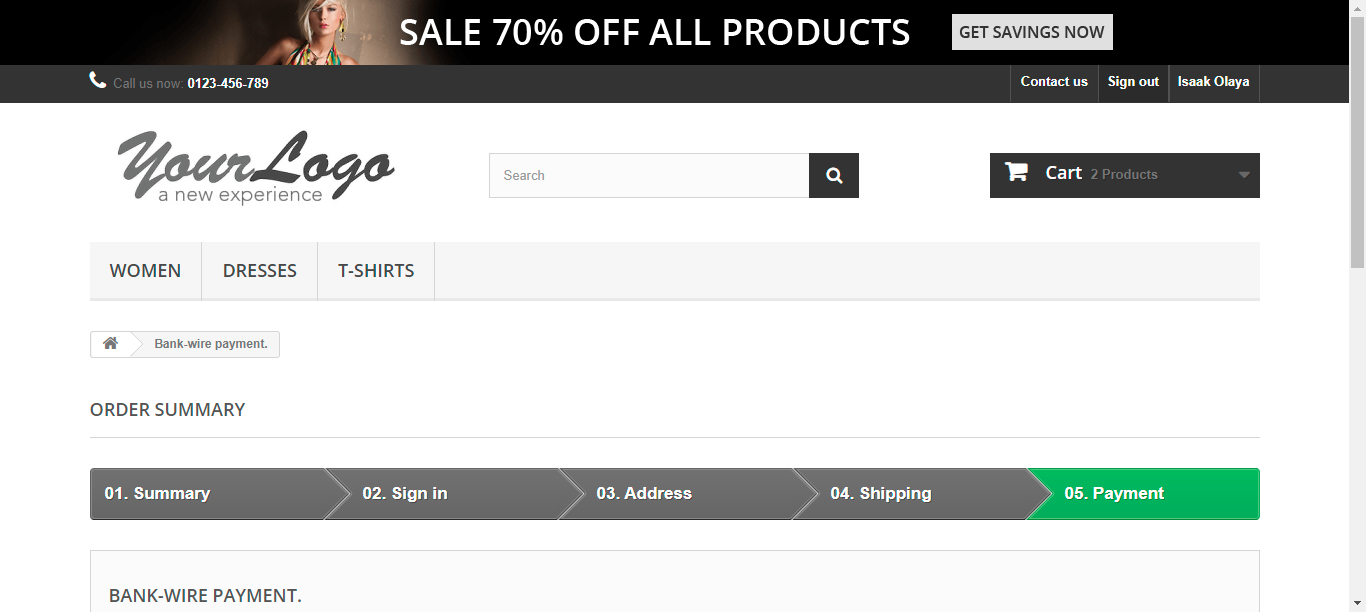 SALE 70% OFF ALL PRODUCTS GET SAVINGS NOW
Call us now: 0123-456-789 Contact us Sign out Isaak Olaya
YourLogo
a new experience
Search
Cart 2 Products
WOMEN DRESSES T-SHIRTS
Bank-wire payment.
ORDER SUMMARY
01. Summary 02. Sign in 03. Address 04. Shipping 05. Payment
BANK-WIRE PAYMENT.